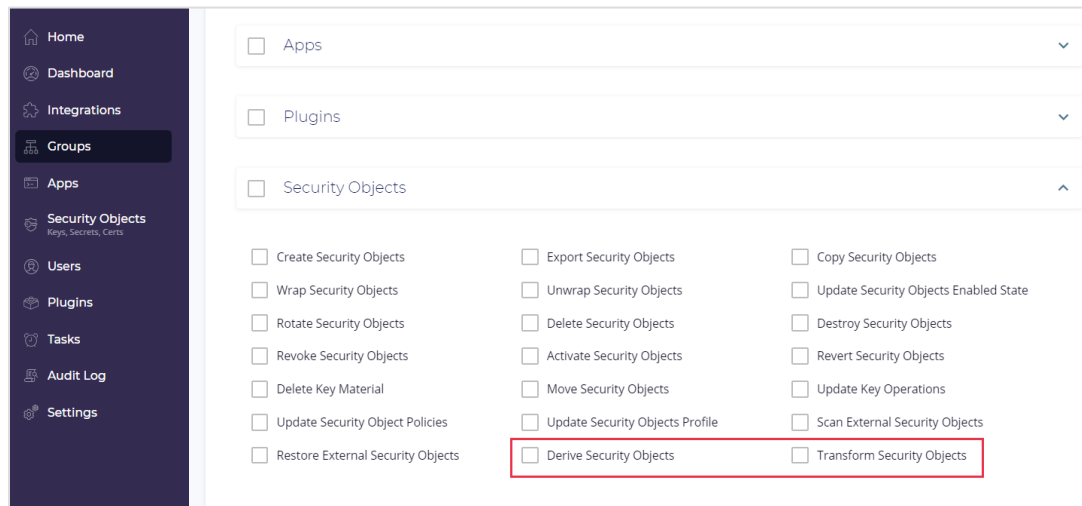 Home
Dashboard
Integrations
Groups
Apps
Security Objects
Keys, Secrets, Certs
Users
Plugins
Tasks
Audit Log
Settings
Apps
Plugins
Security Objects
Create Security Objects
Export Security Objects
Copy Security Objects
Wrap Security Objects
Unwrap Security Objects
Update Security Objects Enabled State
Rotate Security Objects
Delete Security Objects
Destroy Security Objects
Revoke Security Objects
Activate Security Objects
Revert Security Objects
Delete Key Material
Move Security Objects
Update Key Operations
Update Security Object Policies
Update Security Objects Profile
Scan External Security Objects
Restore External Security Objects
Derive Security Objects
Transform Security Objects